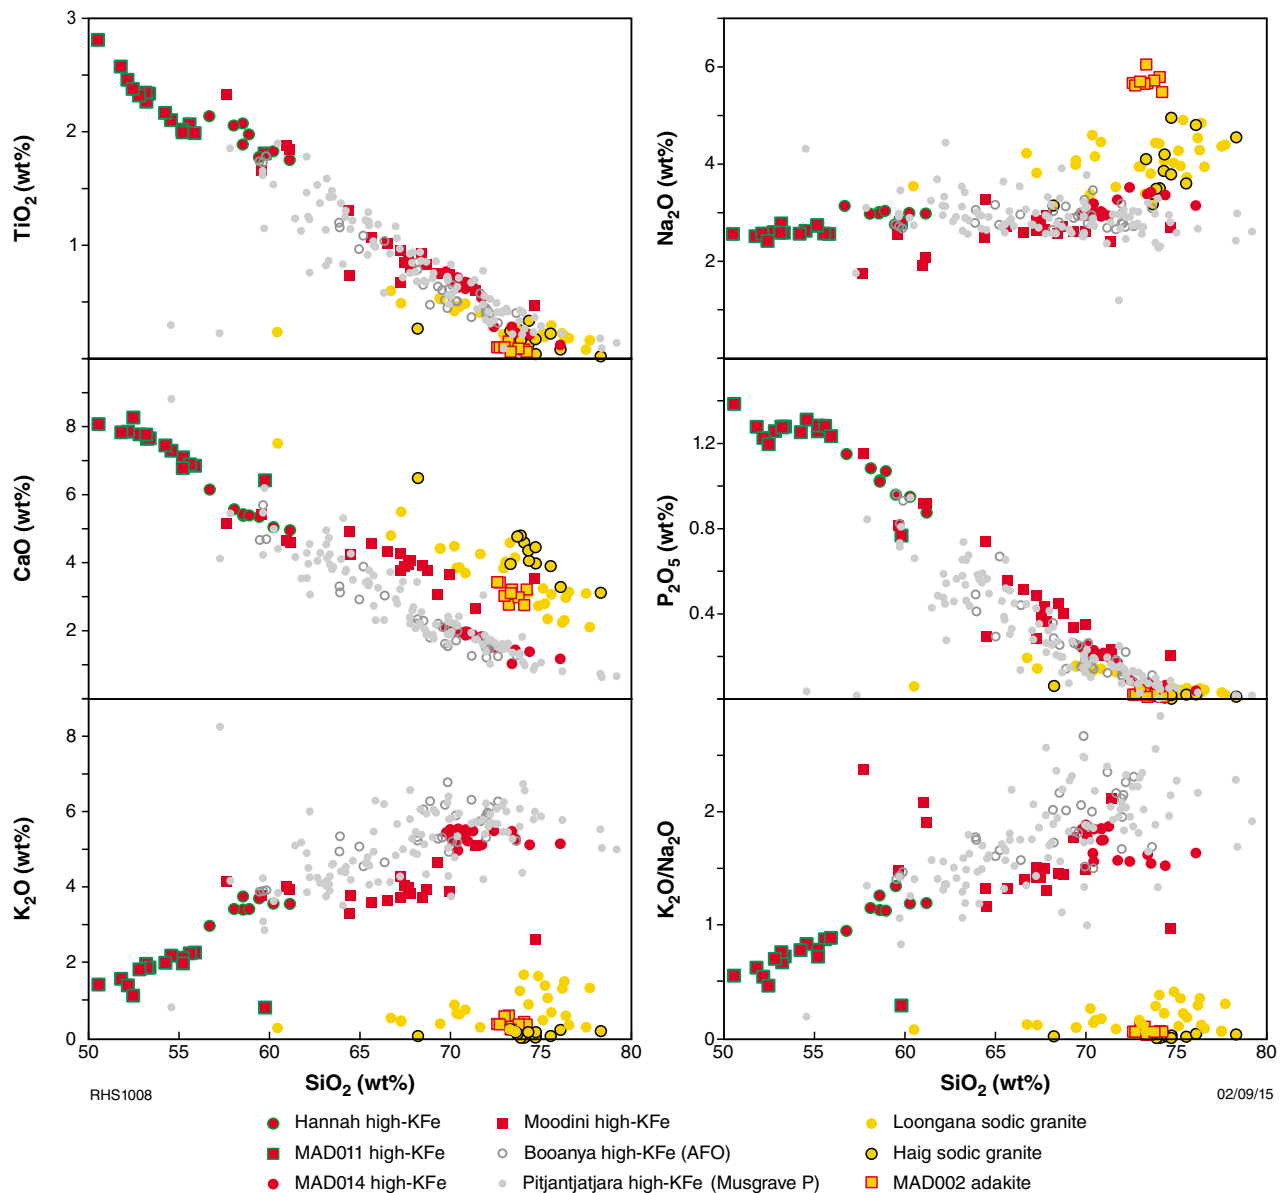 3
2
1
TiO2 (wt%)
6
4
2
Na2O (wt%)
8
6
4
2
CaO (wt%)
1.2
0.8
0.4
P2O5 (wt%)
8
6
4
2
0
K2O (wt%)
2
1
0
K2O/Na2O
50 55 60 65 70 75 80
SiO2 (wt%)
50 55 60 65 70 75 80
SiO2 (wt%)
RHS1008
02/09/15
Hannah high-KFe
MAD011 high-KFe
MAD014 high-KFe
Moodini high-KFe
Booanya high-KFe (AFO)
Pitjantjatjara high-KFe (Musgrave P)
Loongana sodic granite
Haig sodic granite
MAD002 adakite